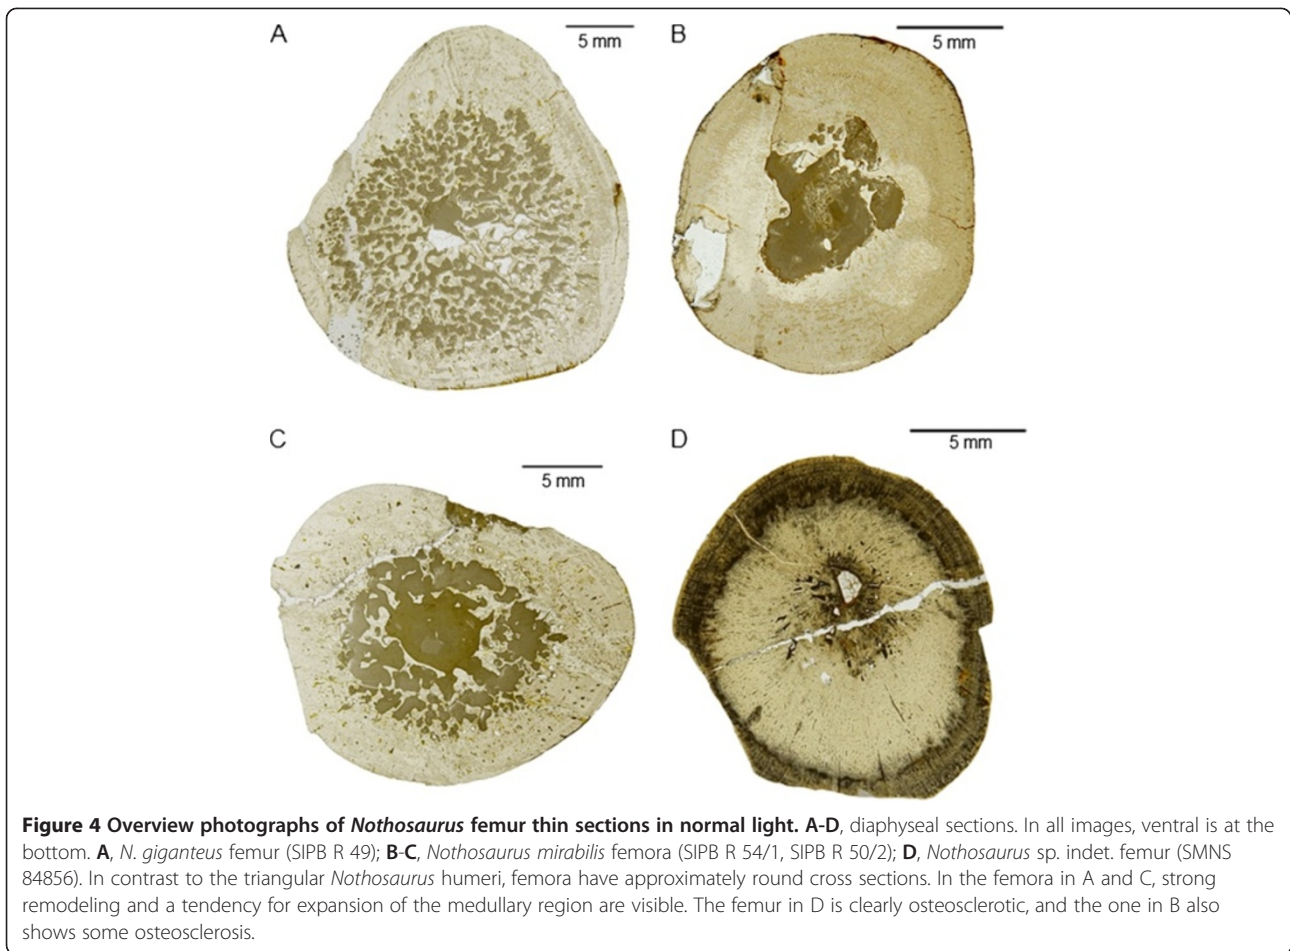 A
5 mm
B
5 mm
C
5 mm
D
5 mm
Figure 4 Overview photographs of Nothosaurus femur thin sections in normal light. A-D, diaphyseal sections. In all images, ventral is at the
bottom. A, N. giganteus femur (SIPB R 49); B-C, Nothosaurus mirabilis femora (SIPB R 54/1, SIPB R 50/2); D, Nothosaurus sp. indet. femur (SMNS
84856). In contrast to the triangular Nothosaurus humeri, femora have approximately round cross sections. In the femora in A and C, strong
remodeling and a tendency for expansion of the medullary region are visible. The femur in D is clearly osteosclerotic, and the one in B also
shows some osteosclerosis.